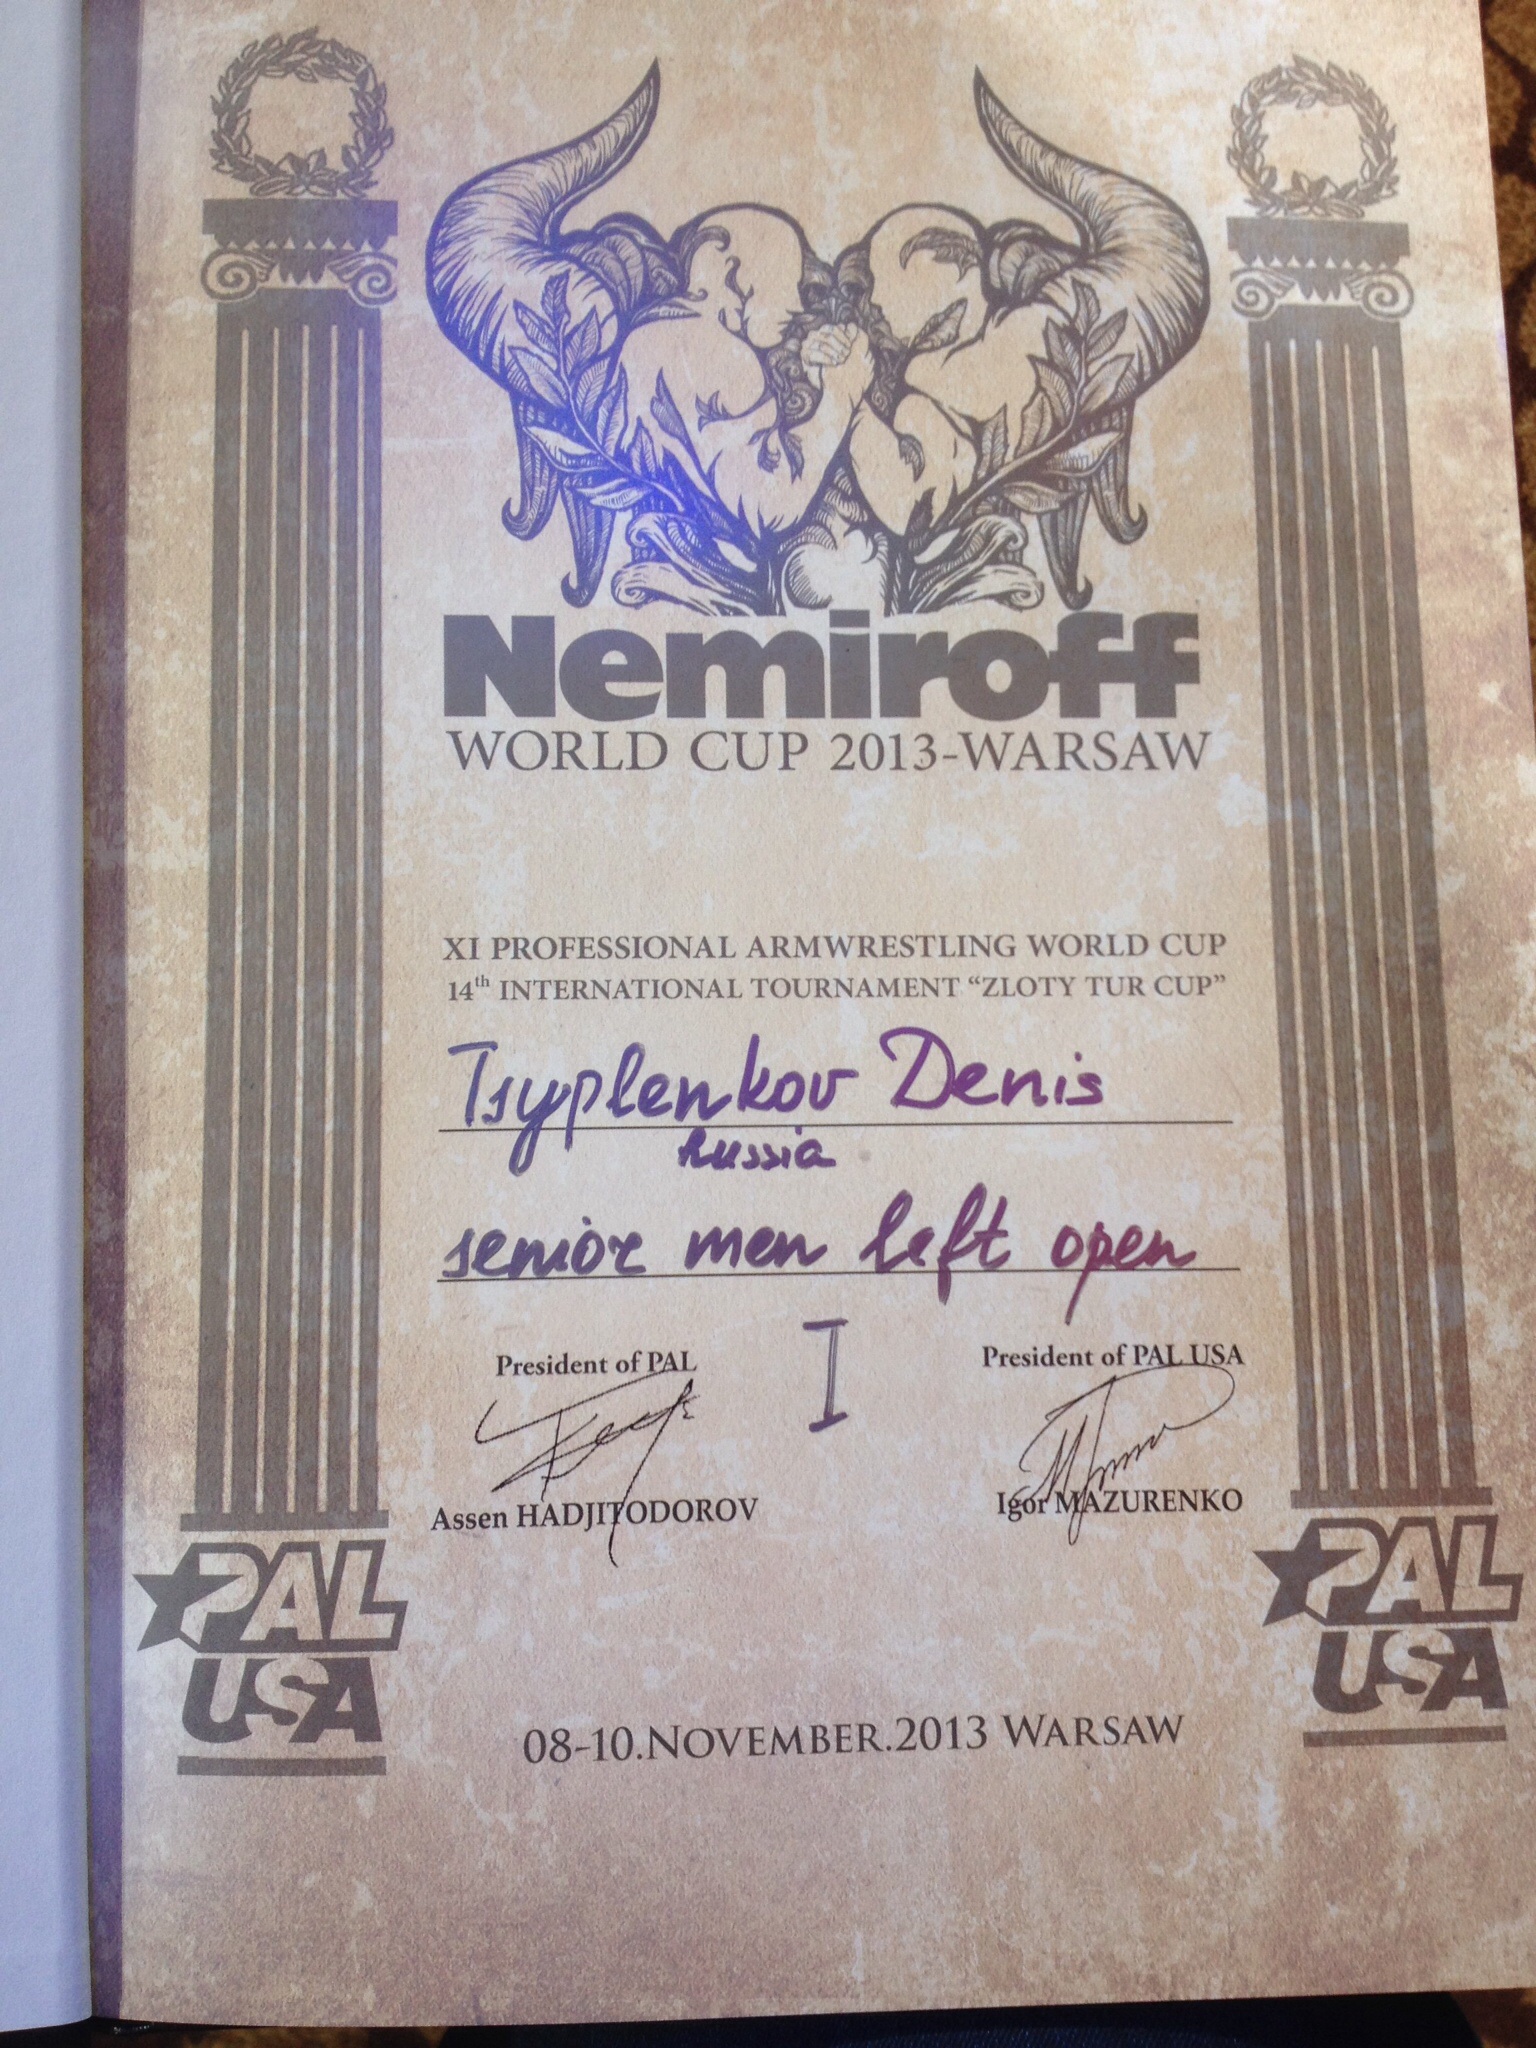 Nemiroff
WORLD CUP 2013-WARSAW
XI PROFESSIONAL ARMWRESTLING WORLD CUP
14th INTERNATIONAL TOURNAMENT “ZLOTY TUR CUP”
Tsyplenkov Denis
Russia
senior men left open
I
President of PAL
President of PAL USA
Assen HADJITODOROV
Igor MAZURENKO
PAL
USA
PAL
USA
08-10.NOVEMBER.2013 WARSAW